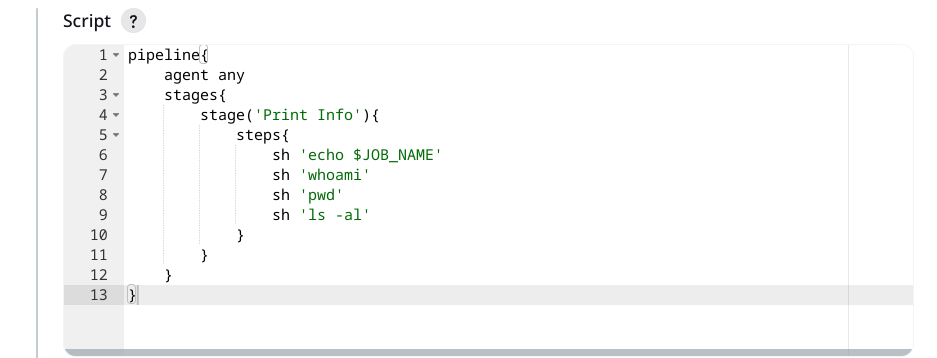 Script ?
1 pipeline{
2     agent any
3     stages{
4         stage('Print Info'){
5             steps{
6                 sh 'echo $JOB_NAME'
7                 sh 'whoami'
8                 sh 'pwd'
9                 sh 'ls -al'
10             }
11         }
12     }
13 }